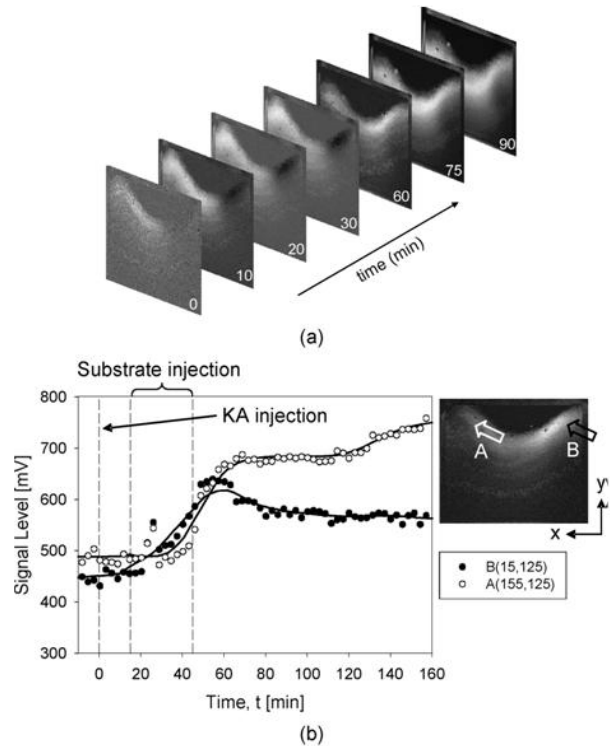 0
10
20
30
60
75
90
time (min)
(a)
Substrate injection
KA injection
800
700
600
500
400
300
Signal Level [mV]
0 20 40 60 80 100 120 140 160
Time, t [min]
A
B
y
x
B(15,125)
A(155,125)
(b)